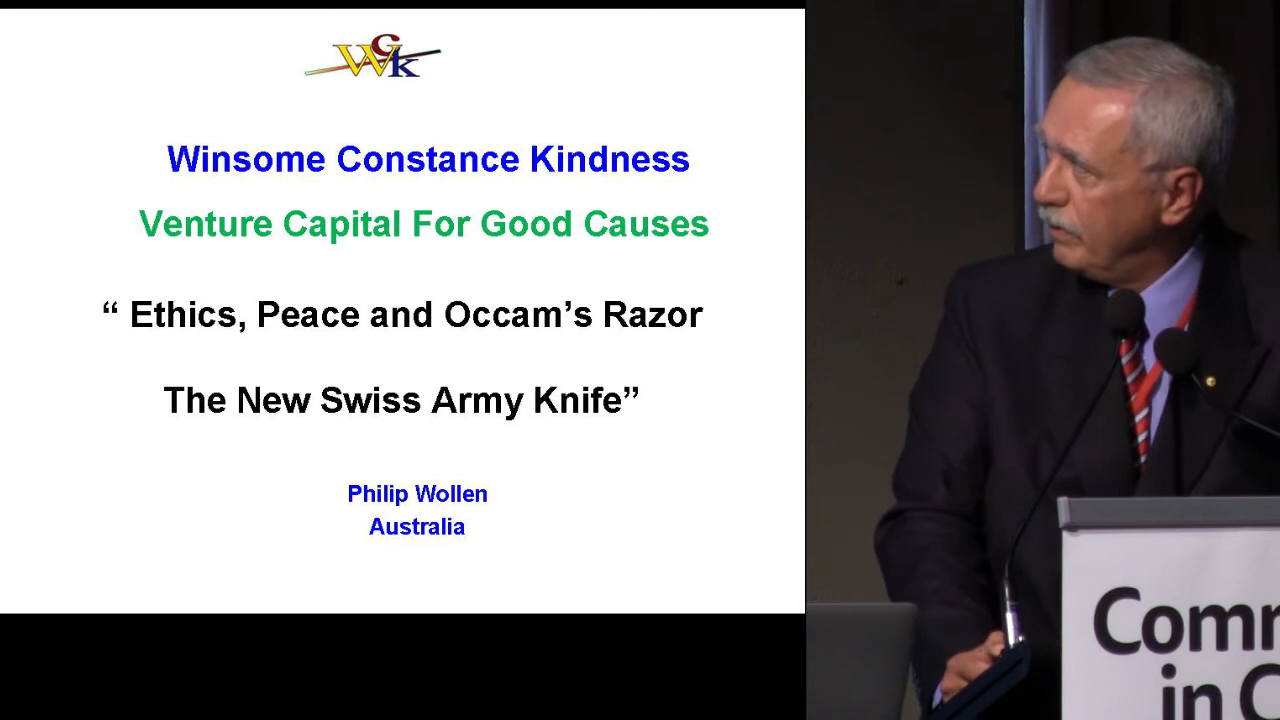 WCK
Winsome Constance Kindness
Venture Capital For Good Causes
“ Ethics, Peace and Occam’s Razor
The New Swiss Army Knife”
Philip Wollen
Australia
Comm
in C